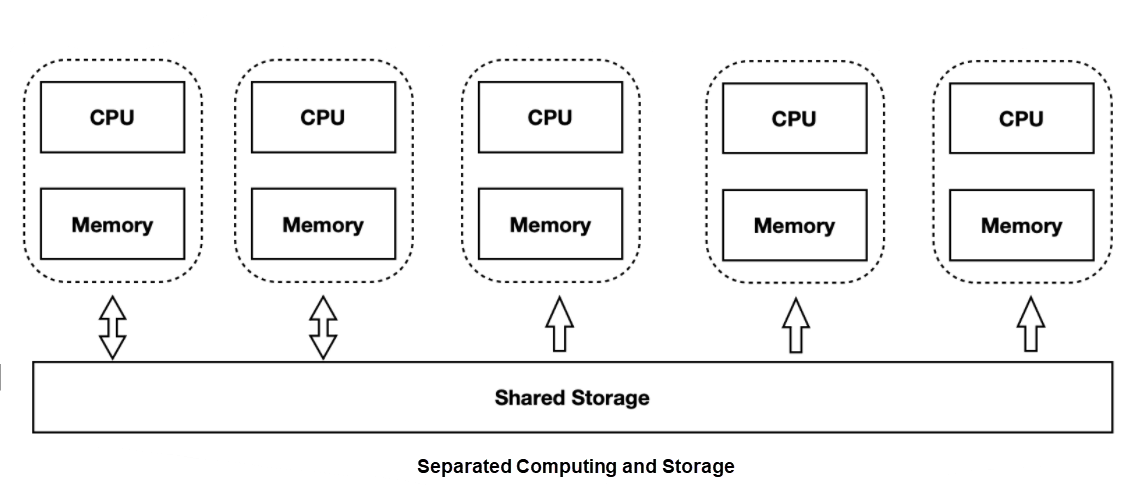 CPU CPU CPU CPU CPU
Memory Memory Memory Memory Memory
Shared Storage
Separated Computing and Storage